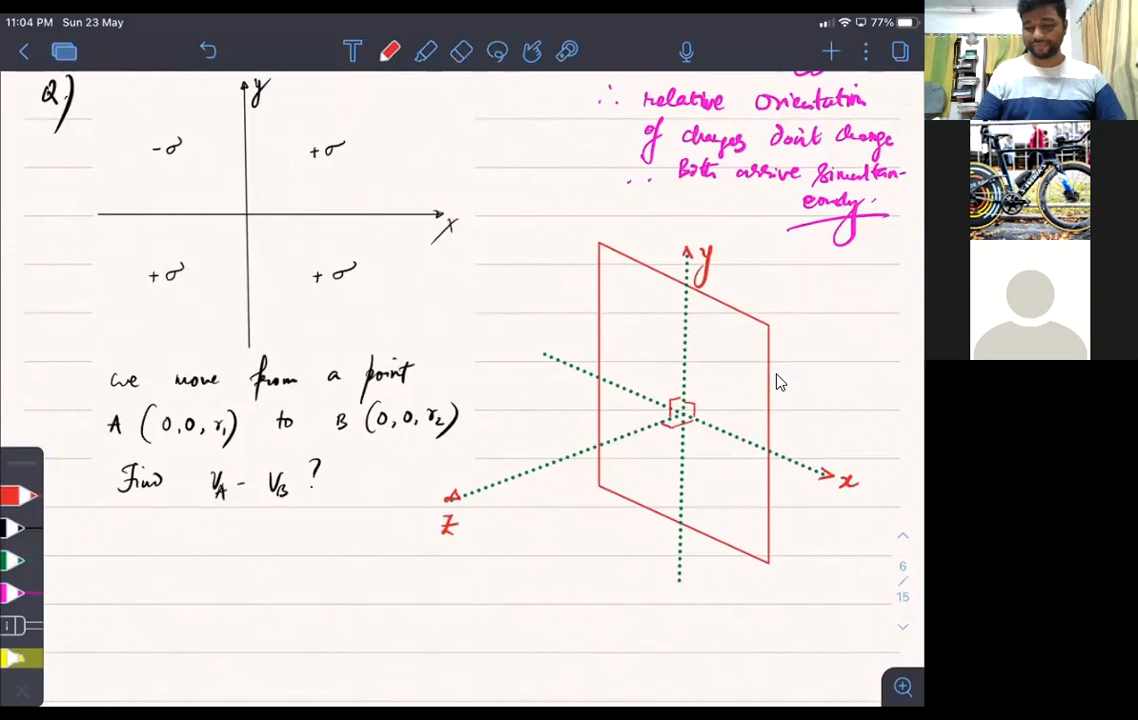 11:04 PM Sun 23 May
77%
T
Q.)
y
-σ
+σ
x
+σ
+σ
we move from a point
A (0,0, r1) to B (0,0, r2)
Find VA - VB ?
∴ relative orientation
of charges don't change
∴ Both arrive simultan-
eously.
y
x
z
6
/
15